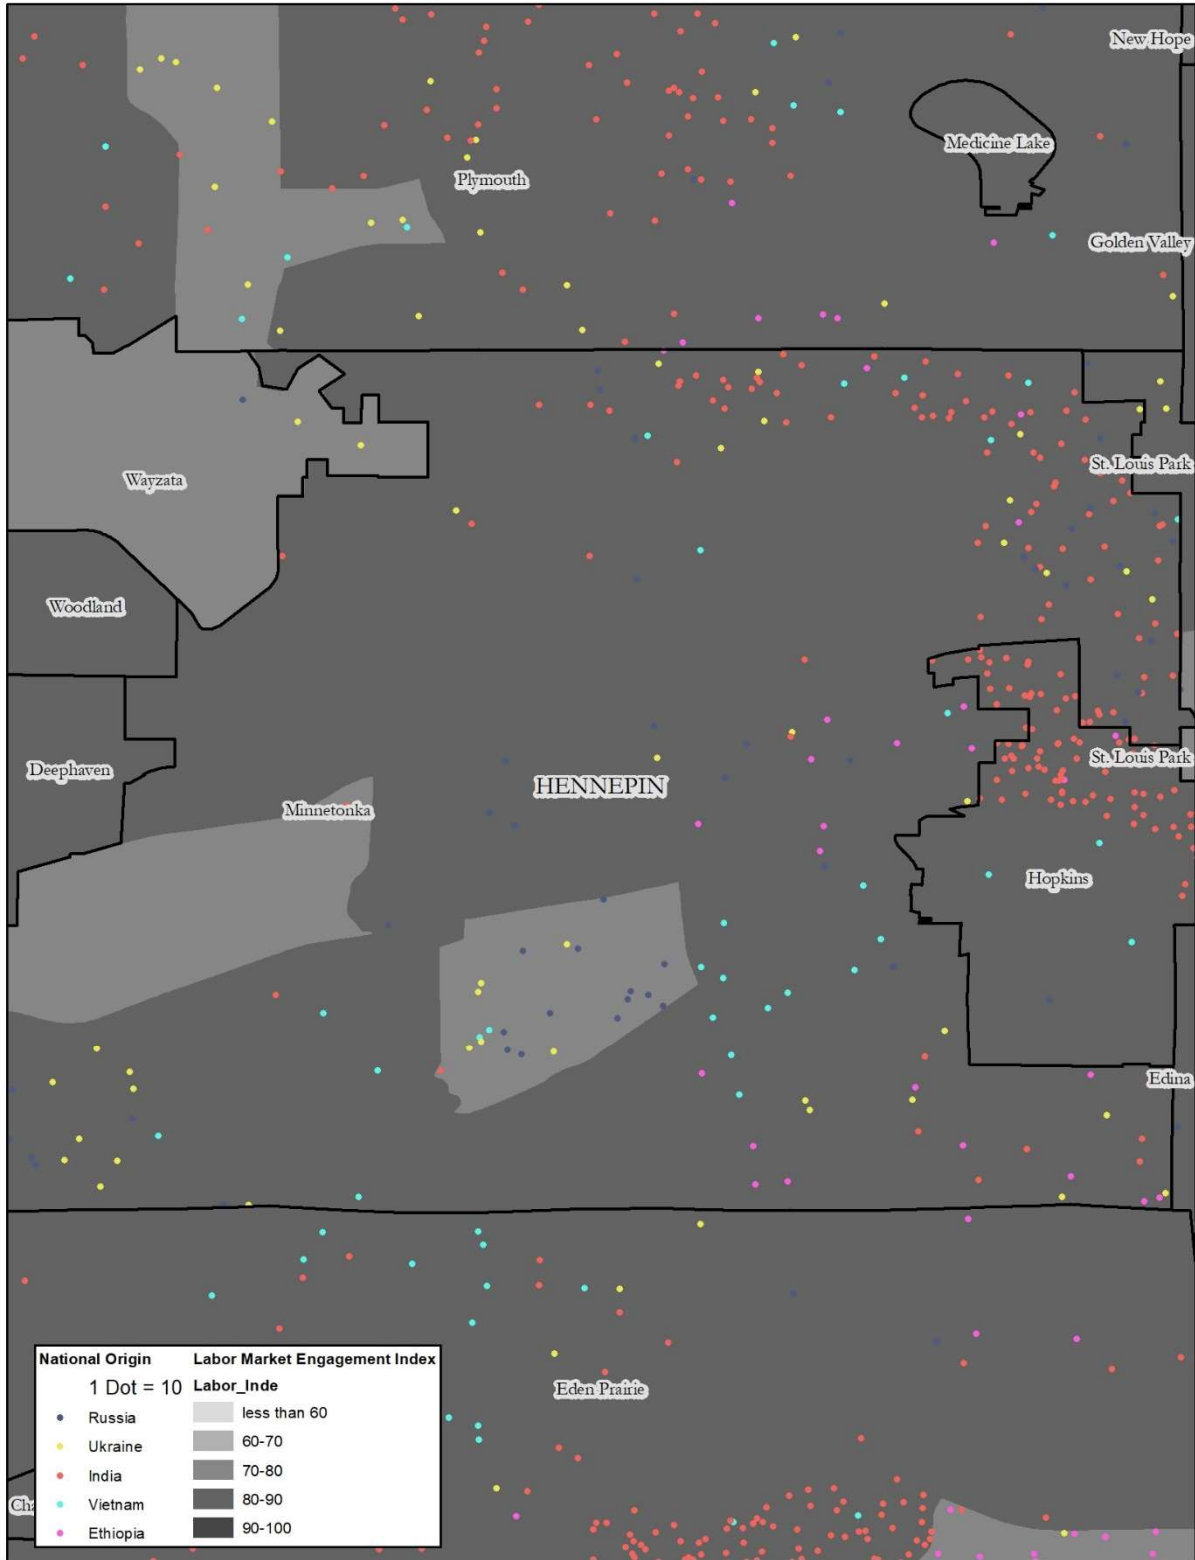 New Hope
Medicine Lake
Plymouth
Golden Valley
St. Louis Park
Wayzata
Woodland
St. Louis Park
Deephaven
HENNEPIN
Minnetonka
Hopkins
Edina
Eden Prairie
National Origin Labor Market Engagement Index
1 Dot = 10 Labor_Inde
Russia less than 60
Ukraine 60-70
India 70-80
Vietnam 80-90
Ethiopia 90-100
Cha